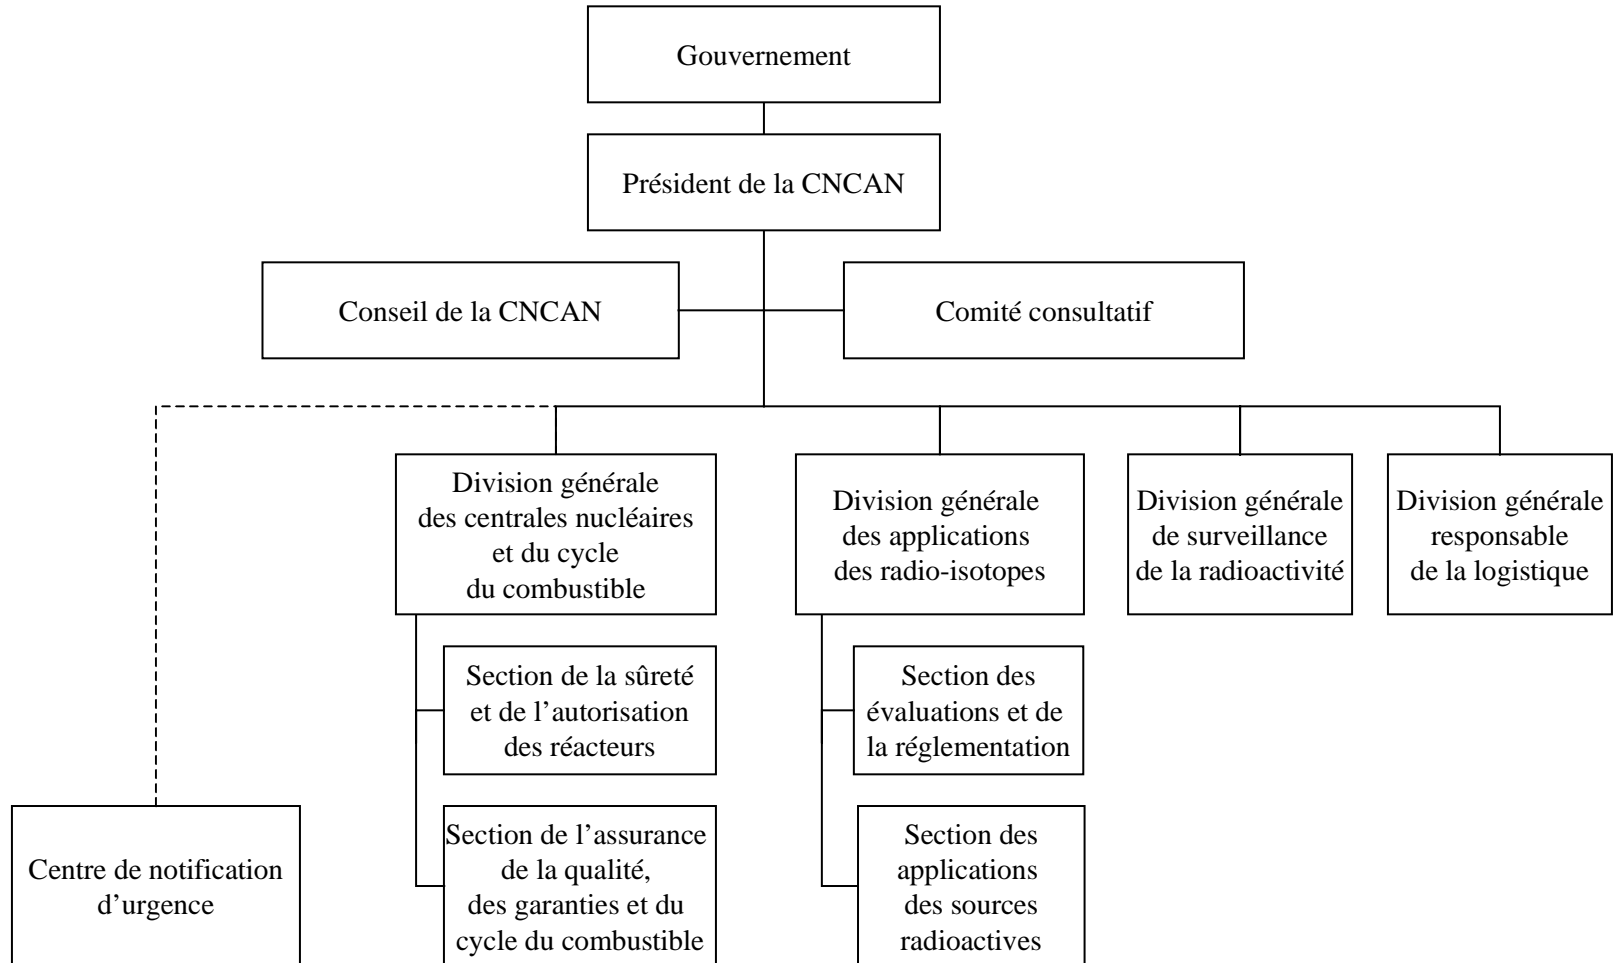 Gouvernement
Président de la CNCAN
Conseil de la CNCAN
Comité consultatif
Division générale
des centrales nucléaires
et du cycle
du combustible
Division générale
des applications
des radio-isotopes
Division générale
de surveillance
de la radioactivité
Division générale
responsable
de la logistique
Section de la sûreté
et de l’autorisation
des réacteurs
Section des
évaluations et de
la réglementation
Centre de notification
d’urgence
Section de l’assurance
de la qualité,
des garanties et du
cycle du combustible
Section des
applications
des sources
radioactives